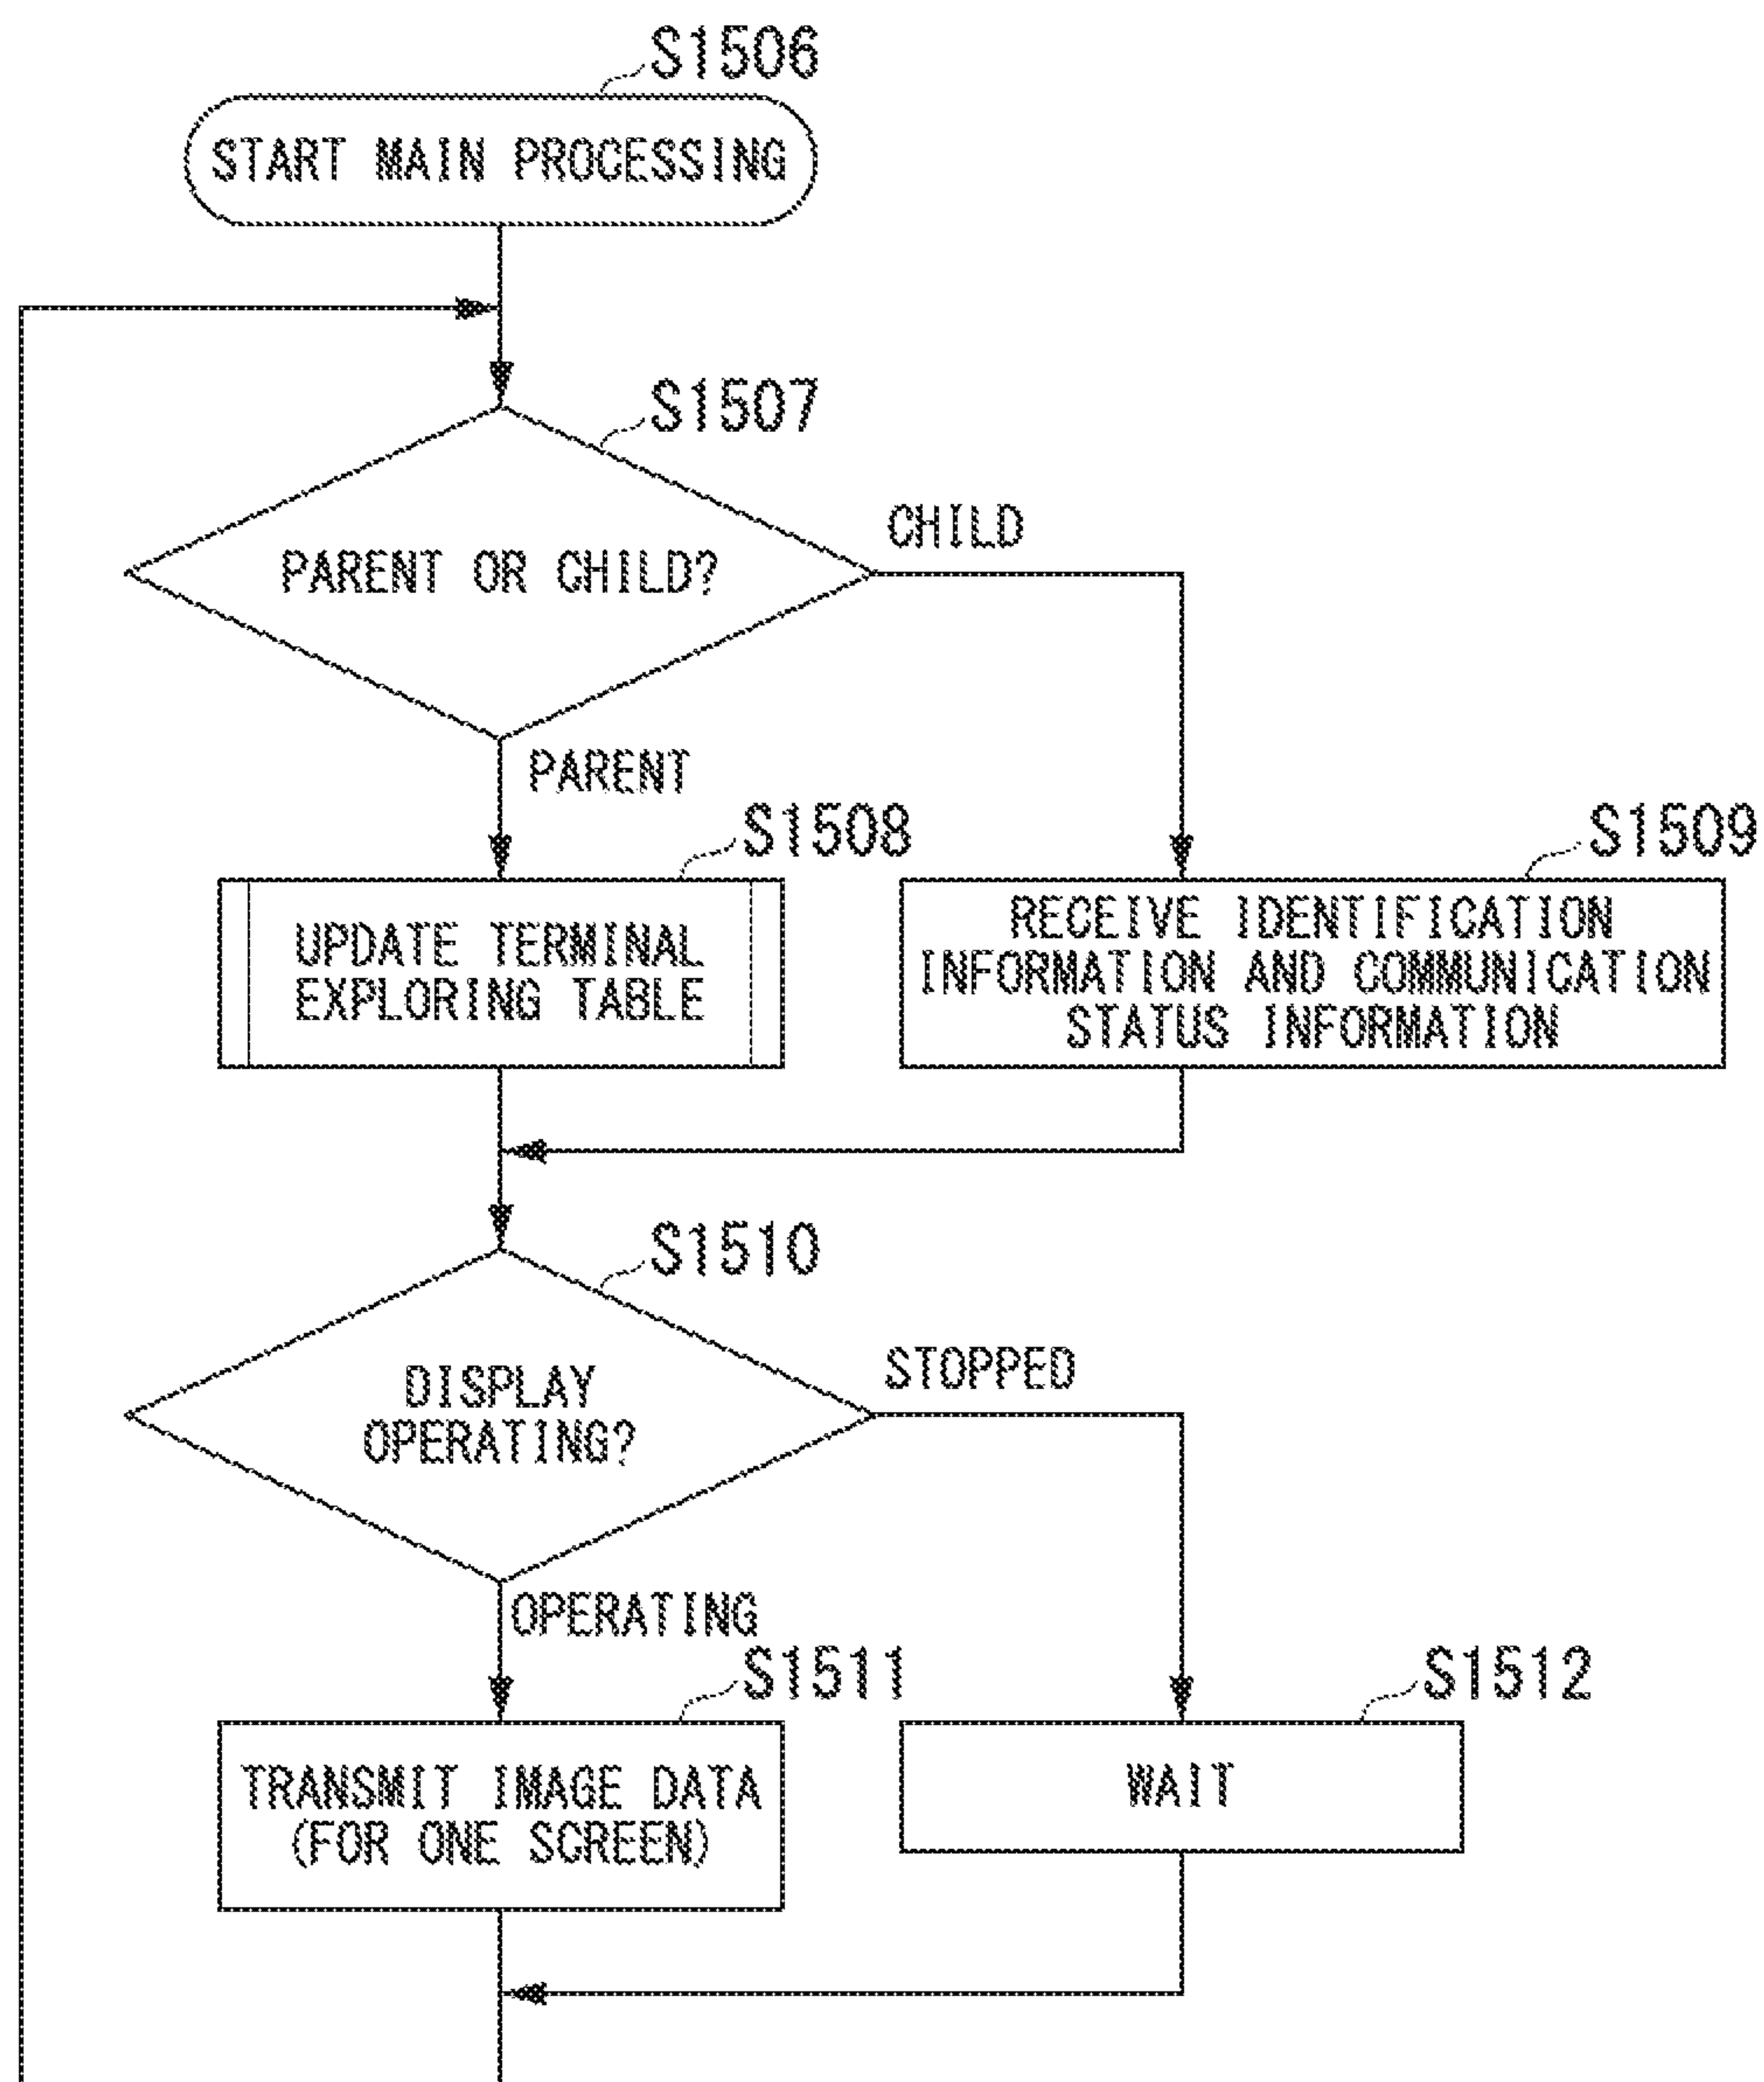 S1506
START MAIN PROCESSING
S1507
PARENT OR CHILD?
CHILD
PARENT
S1508
UPDATE TERMINAL
EXPLORING TABLE
S1509
RECEIVE IDENTIFICATION
INFORMATION AND COMMUNICATION
STATUS INFORMATION
S1510
DISPLAY
OPERATING?
STOPPED
OPERATING
S1511
TRANSMIT IMAGE DATA
(FOR ONE SCREEN)
S1512
WAIT